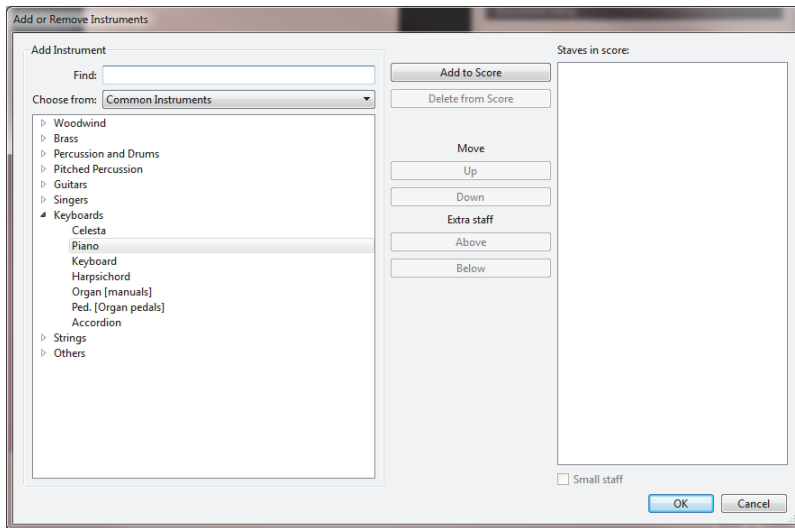 Add or Remove Instruments
Add Instrument
Find:
Choose from: Common Instruments
Woodwind
Brass
Percussion and Drums
Pitched Percussion
Guitars
Singers
Keyboards
Celesta
Piano
Keyboard
Harpsichord
Organ [manuals]
Ped. [Organ pedals]
Accordion
Strings
Others
Add to Score
Delete from Score
Move
Up
Down
Extra staff
Above
Below
Staves in score:
Small staff
OK Cancel